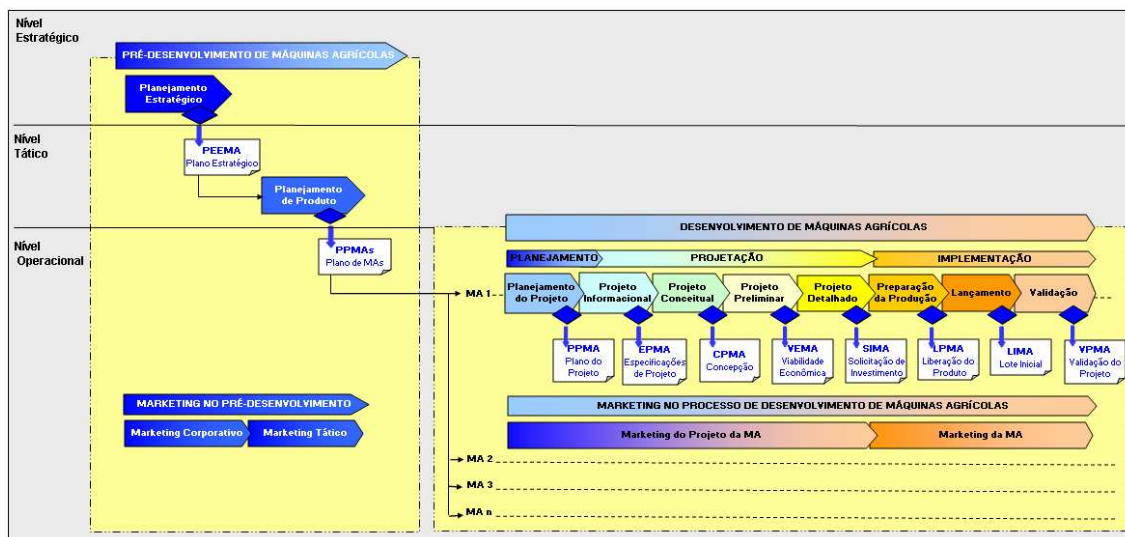 Nível
Estratégico
PRÉ-DESENVOLVIMENTO DE MÁQUINAS AGRÍCOLAS
Planejamento
Estratégico
Nível
Tático
PEEMA
Plano Estratégico
Planejamento
de Produto
Nível
Operacional
PPMAs
Plano de MAs
DESENVOLVIMENTO DE MÁQUINAS AGRÍCOLAS
PLANEJAMENTO
PROJETAÇÃO
IMPLEMENTAÇÃO
MA 1
Planejamento
do Projeto
Projeto
Informacional
Projeto
Conceitual
Projeto
Preliminar
Projeto
Detalhado
Preparação
da Produção
Lançamento
Validação
PPMA
Plano do
Projeto
EPMA
Especificações
de Projeto
CPMA
Concepção
VEMA
Viabilidade
Econômica
SIMA
Solicitação de
Investimento
LPMA
Liberação do
Produto
LIMA
Lote Inicial
VPMA
Validação do
Projeto
MARKETING NO PRÉ-DESENVOLVIMENTO
Marketing Corporativo
Marketing Tático
MARKETING NO PROCESSO DE DESENVOLVIMENTO DE MÁQUINAS AGRÍCOLAS
Marketing do Projeto da MA
Marketing da MA
MA 2
MA 3
MA n